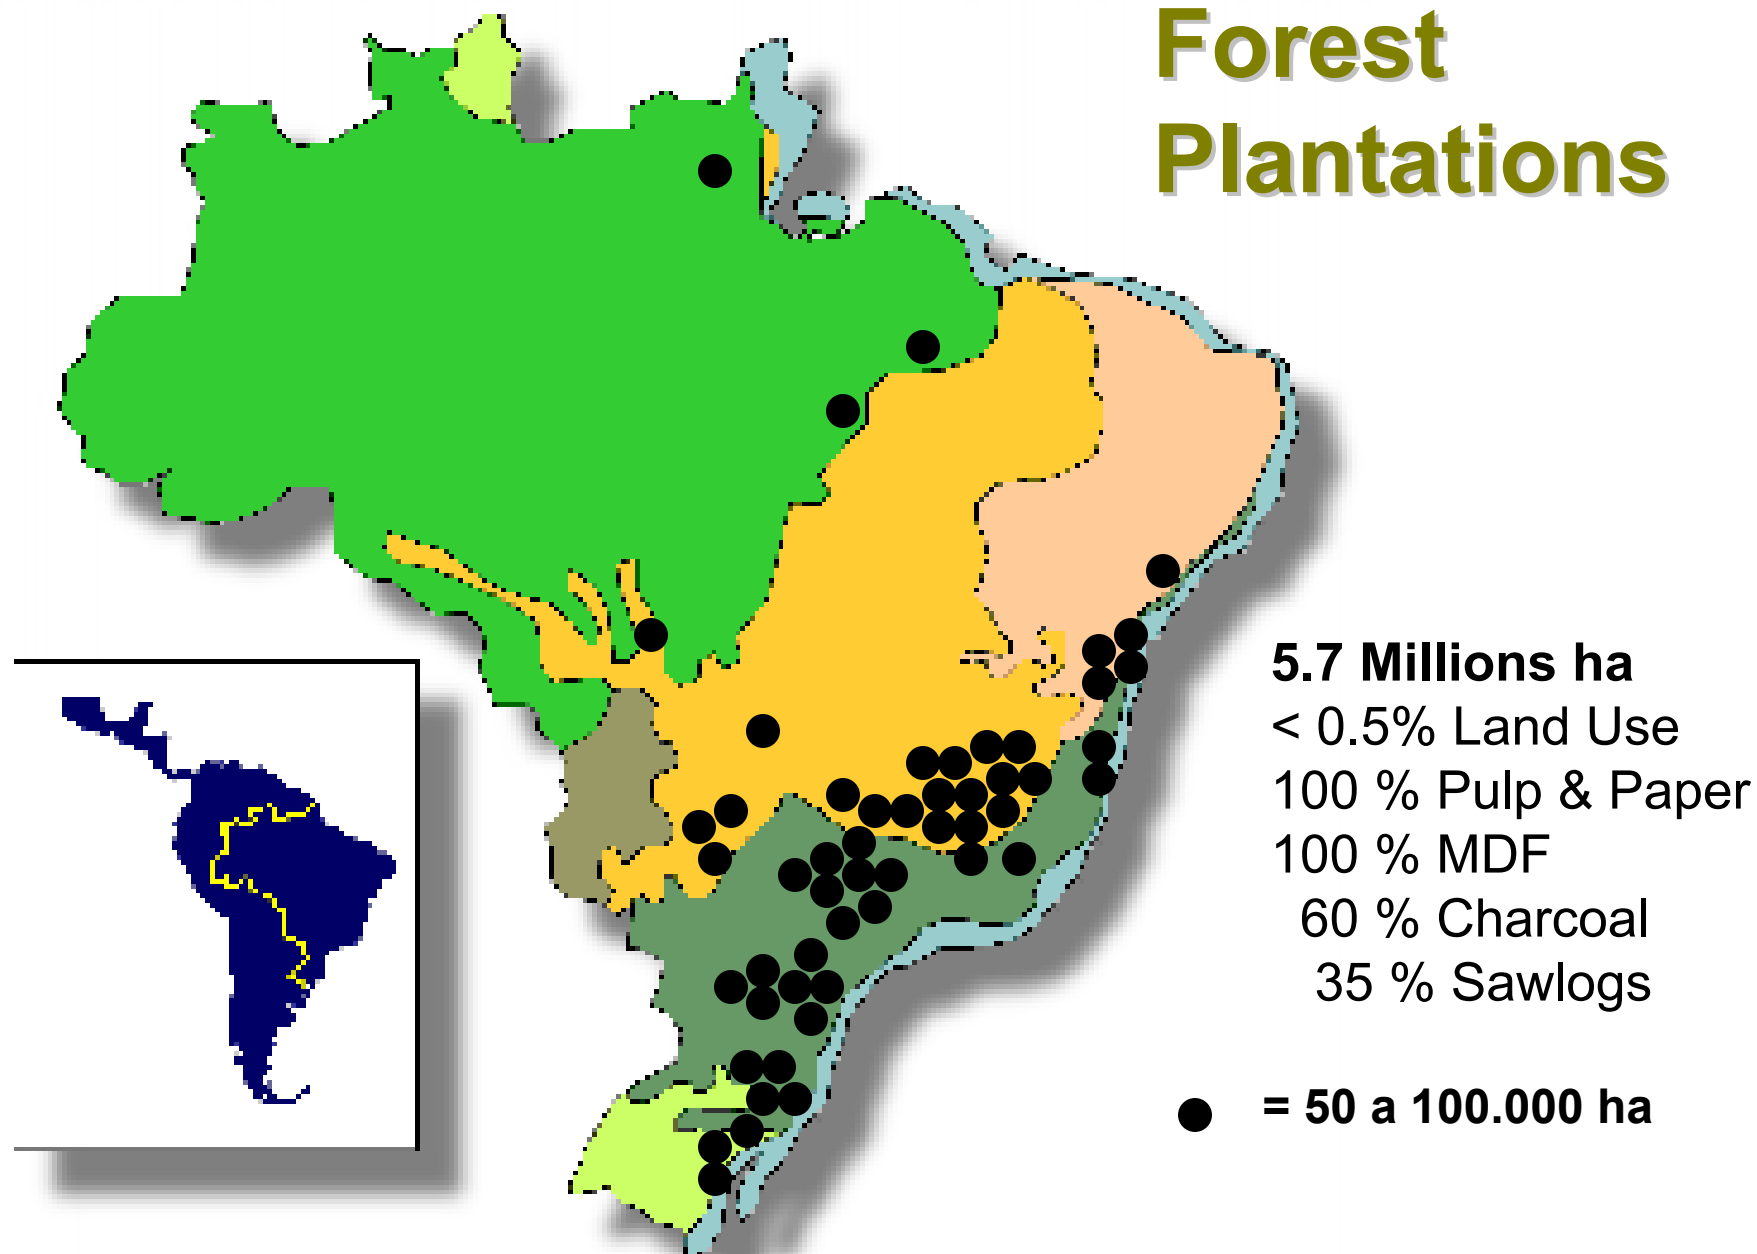 Forest
Plantations
5.7 Millions ha
< 0.5% Land Use
100 % Pulp & Paper
100 % MDF
60 % Charcoal
35 % Sawlogs
= 50 a 100.000 ha